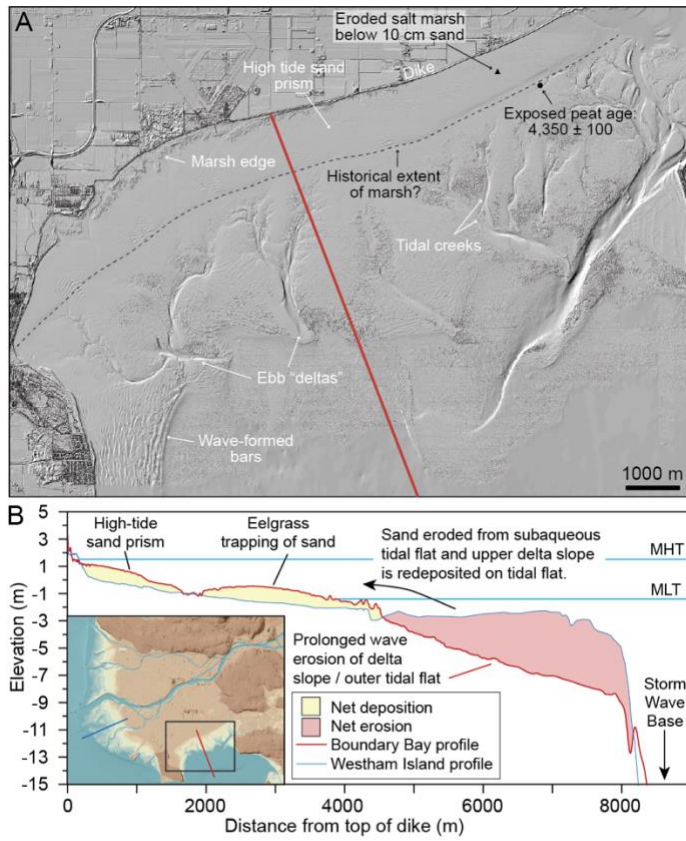 A
Eroded salt marsh
below 10 cm sand
High tide sand
prism
Dike
Exposed peat age:
4,350 ± 100
Marsh edge
Historical extent
of marsh?
Tidal creeks
Ebb "deltas"
Wave-formed
bars
1000 m
B
5
3
1
-1
-3
-5
-7
-9
-11
-13
-15
Elevation (m)
High-tide
sand prism
Eelgrass
trapping of sand
Sand eroded from subaqueous
tidal flat and upper delta slope
is redeposited on tidal flat.
MHT
MLT
Prolonged wave
erosion of delta
slope / outer tidal flat
Net deposition
Net erosion
Boundary Bay profile
Westham Island profile
Storm
Wave
Base
0 2000 4000 6000 8000
Distance from top of dike (m)